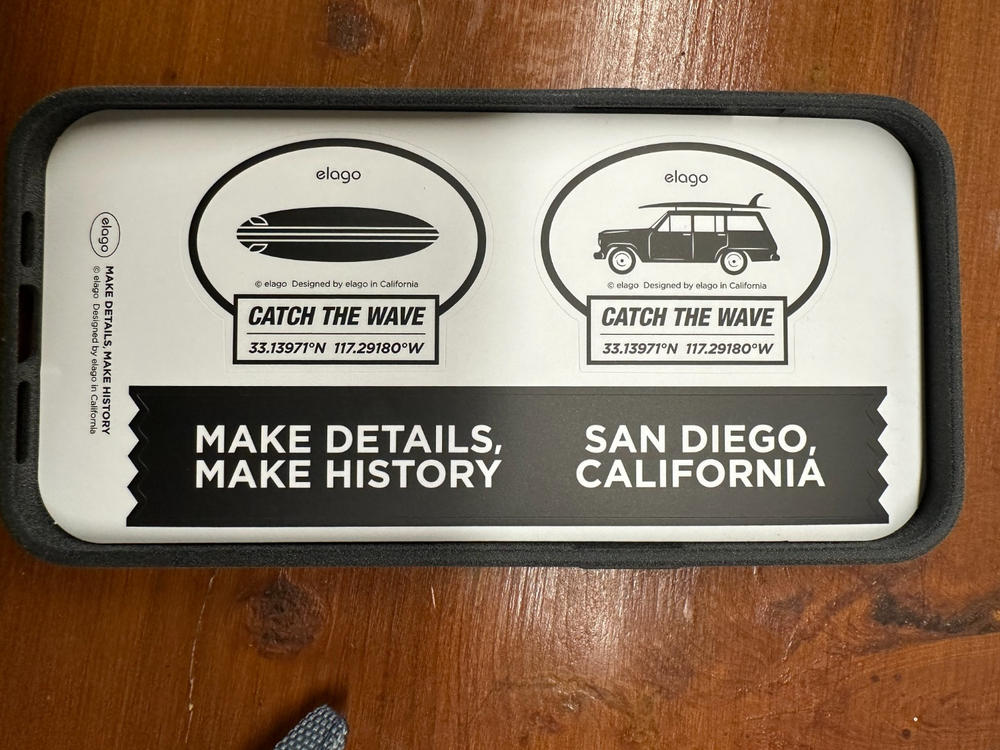 elago
© elago Designed by elago in California
CATCH THE WAVE
33.13971°N 117.29180°W
elago
© elago Designed by elago in California
CATCH THE WAVE
33.13971°N 117.29180°W
MAKE DETAILS,
MAKE HISTORY
SAN DIEGO,
CALIFORNIA
elago
MAKE DETAILS, MAKE HISTORY
© elago Designed by elago in California